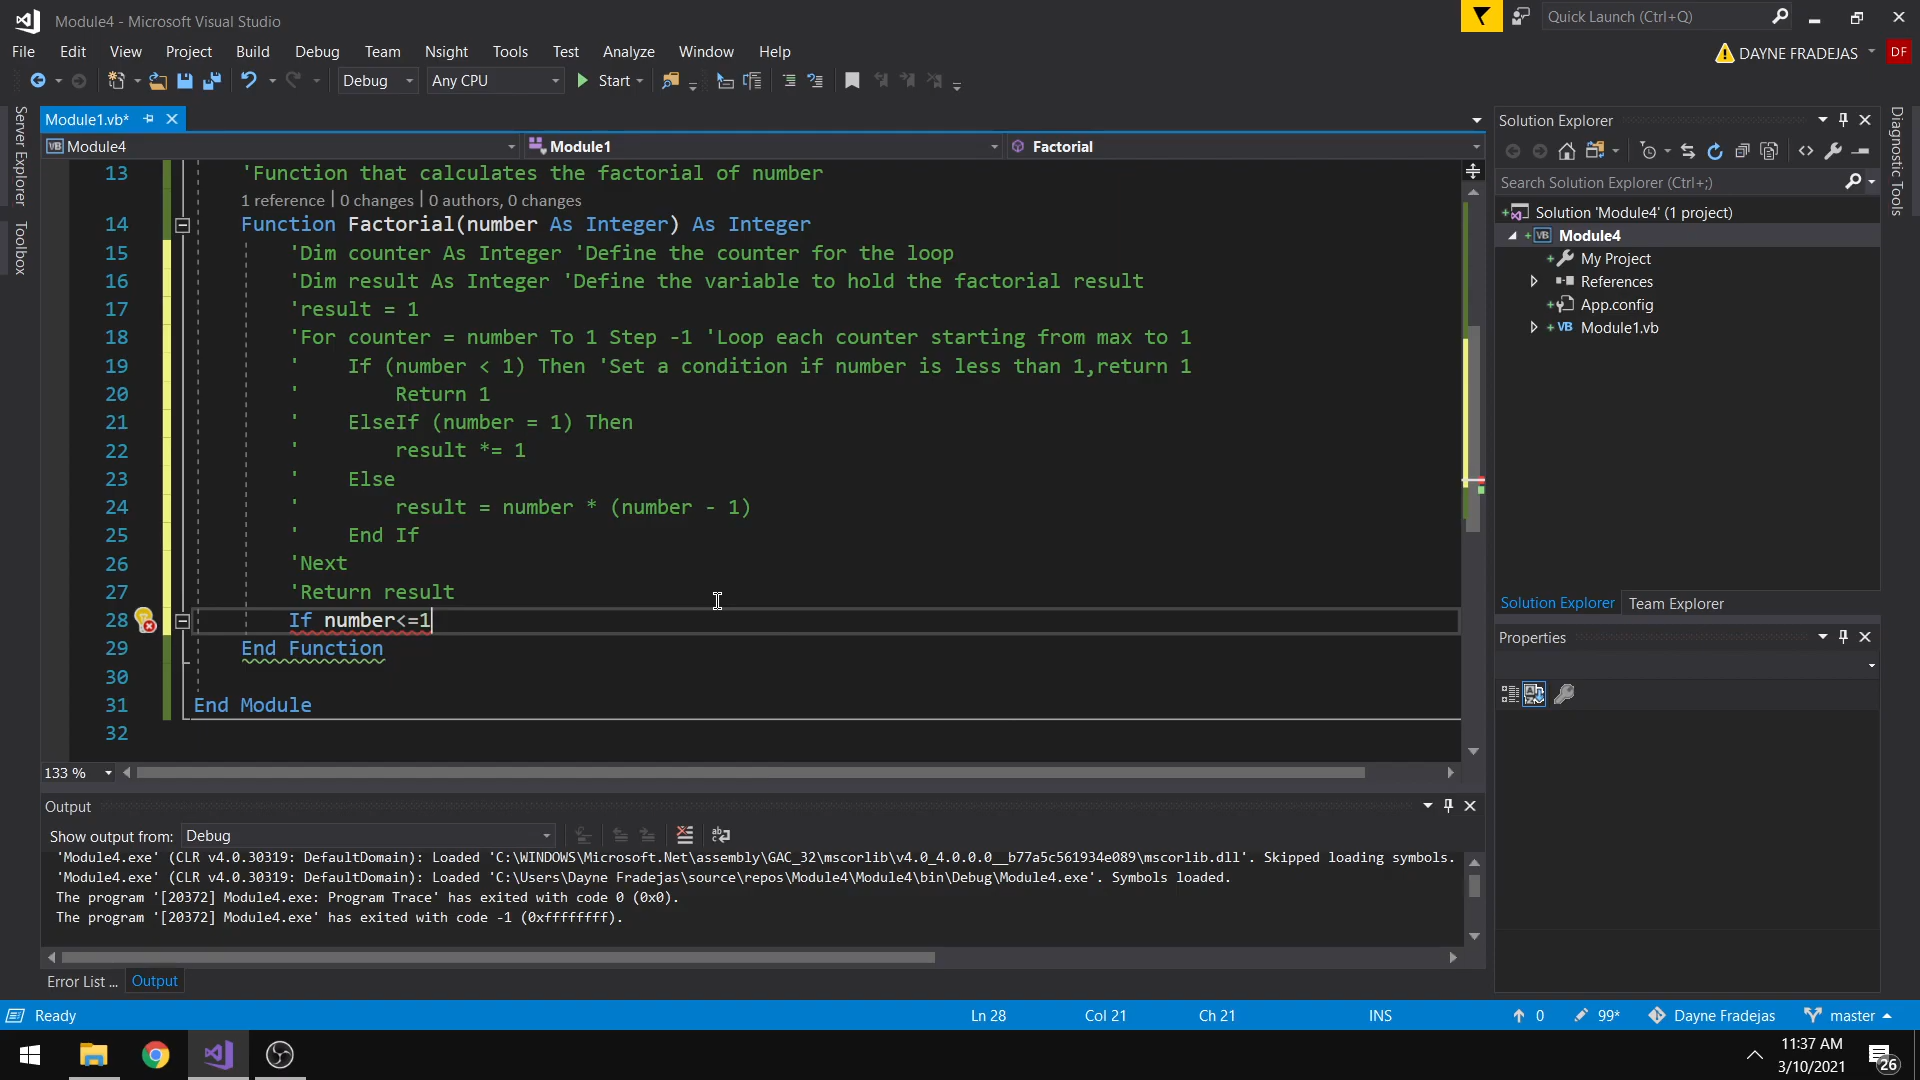 Module4 - Microsoft Visual Studio
Quick Launch (Ctrl+Q)
File Edit View Project Build Debug Team Nsight Tools Test Analyze Window Help
DAYNE FRADEJAS DF
Debug Any CPU Start
Server Explorer
Toolbox
Module1.vb*
Module4 Module1 Factorial
13 'Function that calculates the factorial of number
1 reference | 0 changes | 0 authors, 0 changes
14 Function Factorial(number As Integer) As Integer
15 'Dim counter As Integer 'Define the counter for the loop
16 'Dim result As Integer 'Define the variable to hold the factorial result
17 'result = 1
18 'For counter = number To 1 Step -1 'Loop each counter starting from max to 1
19 ' If (number < 1) Then 'Set a condition if number is less than 1,return 1
20 ' Return 1
21 ' ElseIf (number = 1) Then
22 ' result *= 1
23 ' Else
24 ' result = number * (number - 1)
25 ' End If
26 'Next
27 'Return result
28 If number<=1
29 End Function
30
31 End Module
32
133 %
Output
Show output from: Debug
'Module4.exe' (CLR v4.0.30319: DefaultDomain): Loaded 'C:\WINDOWS\Microsoft.Net\assembly\GAC_32\mscorlib\v4.0_4.0.0.0__b77a5c561934e089\mscorlib.dll'. Skipped loading symbols.
'Module4.exe' (CLR v4.0.30319: DefaultDomain): Loaded 'C:\Users\Dayne Fradejas\source\repos\Module4\Module4\bin\Debug\Module4.exe'. Symbols loaded.
The program '[20372] Module4.exe: Program Trace' has exited with code 0 (0x0).
The program '[20372] Module4.exe' has exited with code -1 (0xffffffff).
Error List ... Output
Solution Explorer
Search Solution Explorer (Ctrl+;)
Solution 'Module4' (1 project)
VB Module4
My Project
References
App.config
VB Module1.vb
Solution Explorer Team Explorer
Properties
Diagnostic Tools
Ready Ln 28 Col 21 Ch 21 INS 0 99* Dayne Fradejas master
11:37 AM
3/10/2021
26